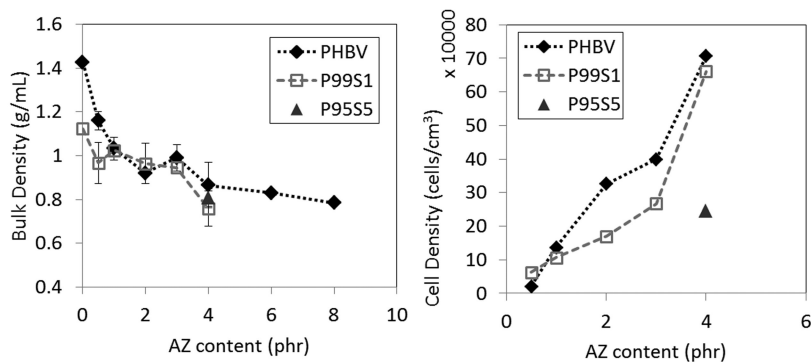 Bulk Density (g/mL)
1.6
1.4
1.2
1
0.8
0.6
0.4
0 2 4 6 8 10
AZ content (phr)
PHBV
P99S1
P95S5
Cell Density (cells/cm³)
x 10000
80
70
60
50
40
30
20
10
0
0 2 4 6
AZ content (phr)
PHBV
P99S1
P95S5